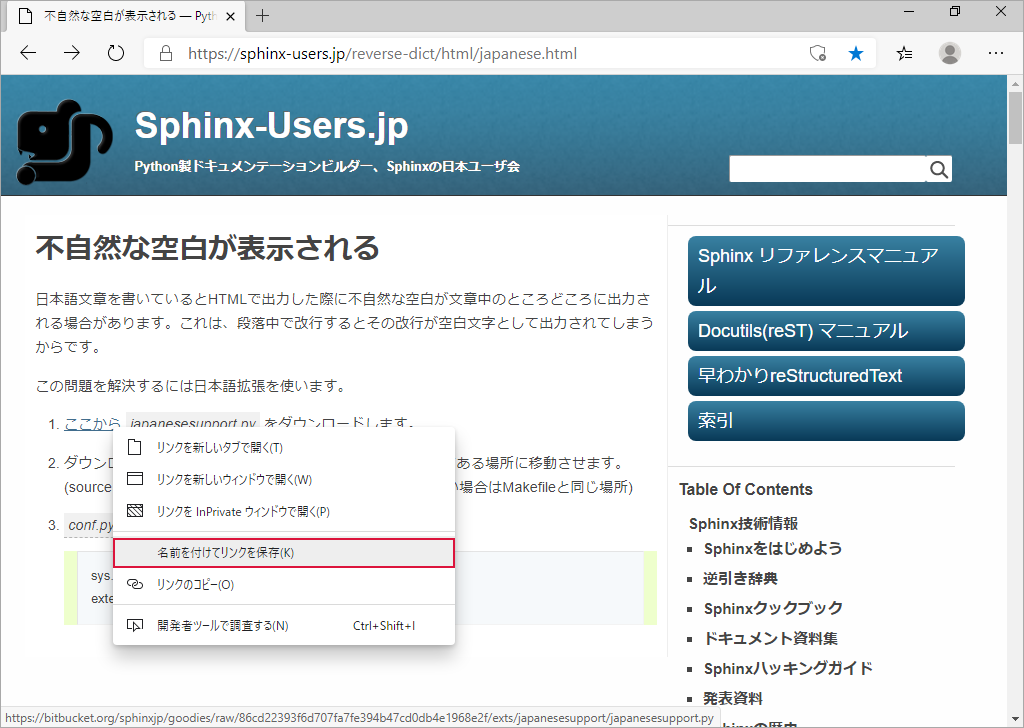 不自然な空白が表示される — Pyth
https://sphinx-users.jp/reverse-dict/html/japanese.html
Sphinx-Users.jp
Python製ドキュメンテーションビルダー、Sphinxの日本ユーザ会
不自然な空白が表示される
日本語文章を書いているとHTMLで出力した際に不自然な空白が文章中のところどころに出力さ
れる場合があります。これは、段落中で改行するとその改行が空白文字として出力されてしまう
からです。
この問題を解決するには日本語拡張を使います。
1. ここから japanesesupport.py をダウンロードします。
2. ダウンロ
ある場所に移動させます。
(source
場合はMakefileと同じ場所)
3. conf.py
sys.
exte
リンクを新しいタブで開く(T)
リンクを新しいウィンドウで開く(W)
リンクを InPrivate ウィンドウで開く(P)
名前を付けてリンクを保存(K)
リンクのコピー(O)
開発者ツールで調査する(N) Ctrl+Shift+I
Sphinx リファレンスマニュア
ル
Docutils(reST) マニュアル
早わかりreStructuredText
索引
Table Of Contents
Sphinx技術情報
Sphinxをはじめよう
逆引き辞典
Sphinxクックブック
ドキュメント資料集
Sphinxハッキングガイド
発表資料
https://bitbucket.org/sphinxjp/goodies/raw/86cd22393f6d707fa7fe394b47cd0db4e1968e2f/exts/japanesesupport/japanesesupport.py